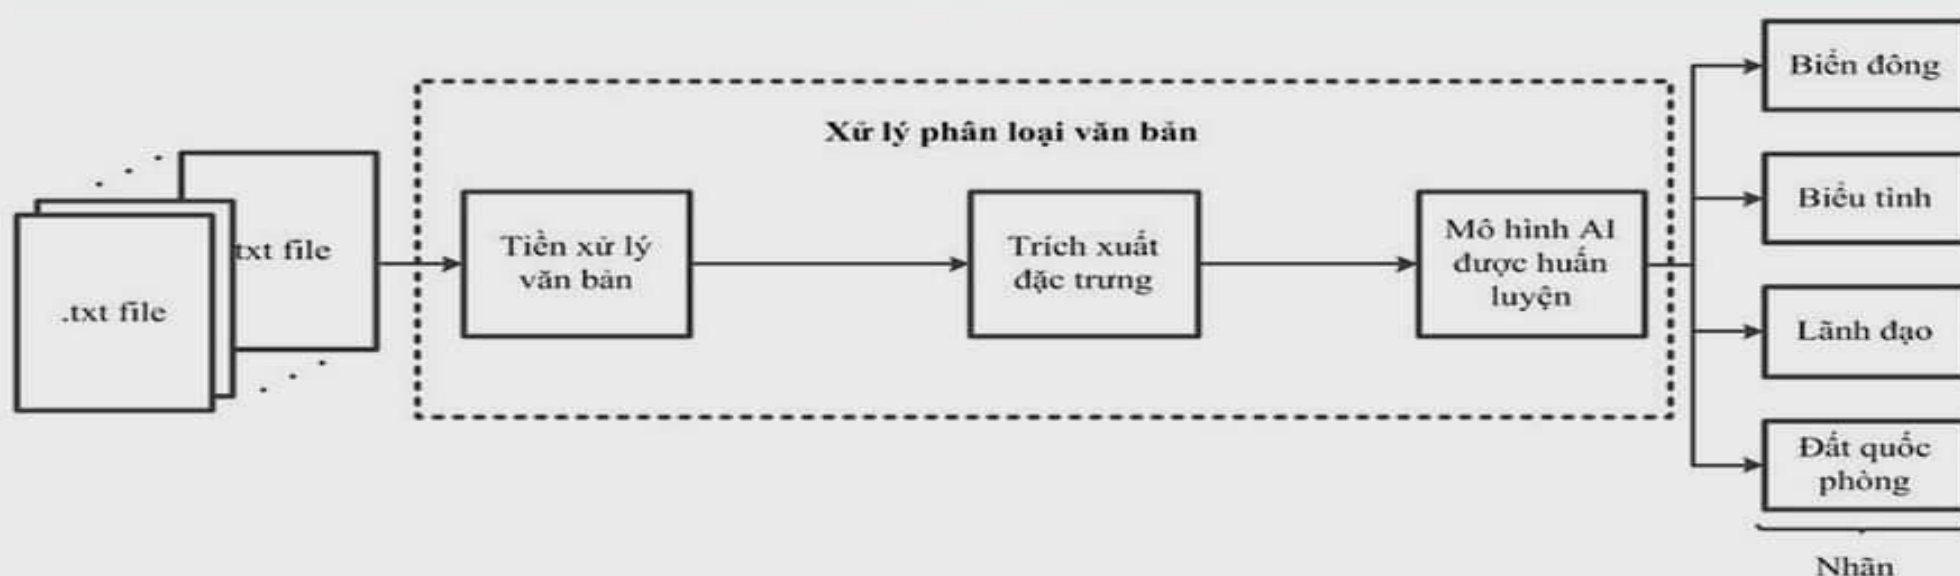 Biển đông
Xử lý phân loại văn bản
Biểu tình
txt file
Tiền xử lý
văn bản
Trích xuất
đặc trưng
Mô hình AI
được huấn
luyện
.txt file
Lãnh đạo
Đất quốc
phòng
Nhãn